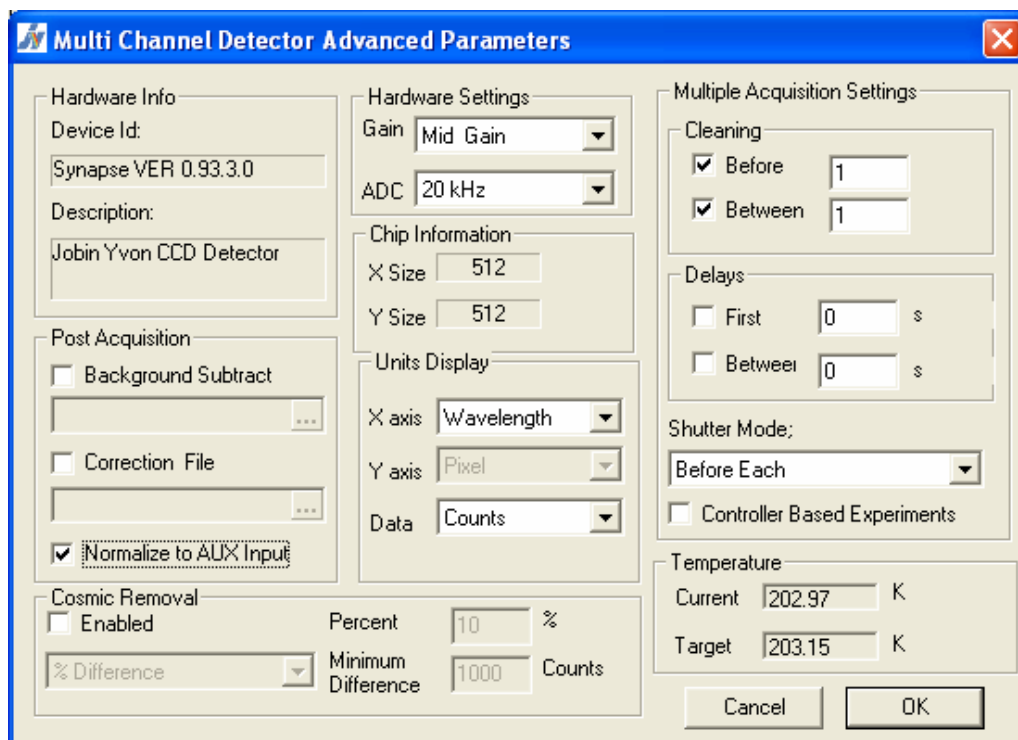 Multi Channel Detector Advanced Parameters
Hardware Info
Device Id:
Synapse VER 0.93.3.0
Description:
Jobin Yvon CCD Detector
Post Acquisition
Background Subtract
...
Correction File
...
Normalize to AUX Input
Hardware Settings
Gain Mid Gain
ADC 20 kHz
Chip Information
X Size 512
Y Size 512
Units Display
X axis Wavelength
Y axis Pixel
Data Counts
Multiple Acquisition Settings
Cleaning
Before 1
Between 1
Delays
First 0 s
Between 0 s
Shutter Mode;
Before Each
Controller Based Experiments
Temperature
Current 202.97 K
Target 203.15 K
Cosmic Removal
Enabled
% Difference
Percent 10 %
Minimum
Difference 1000 Counts
Cancel OK